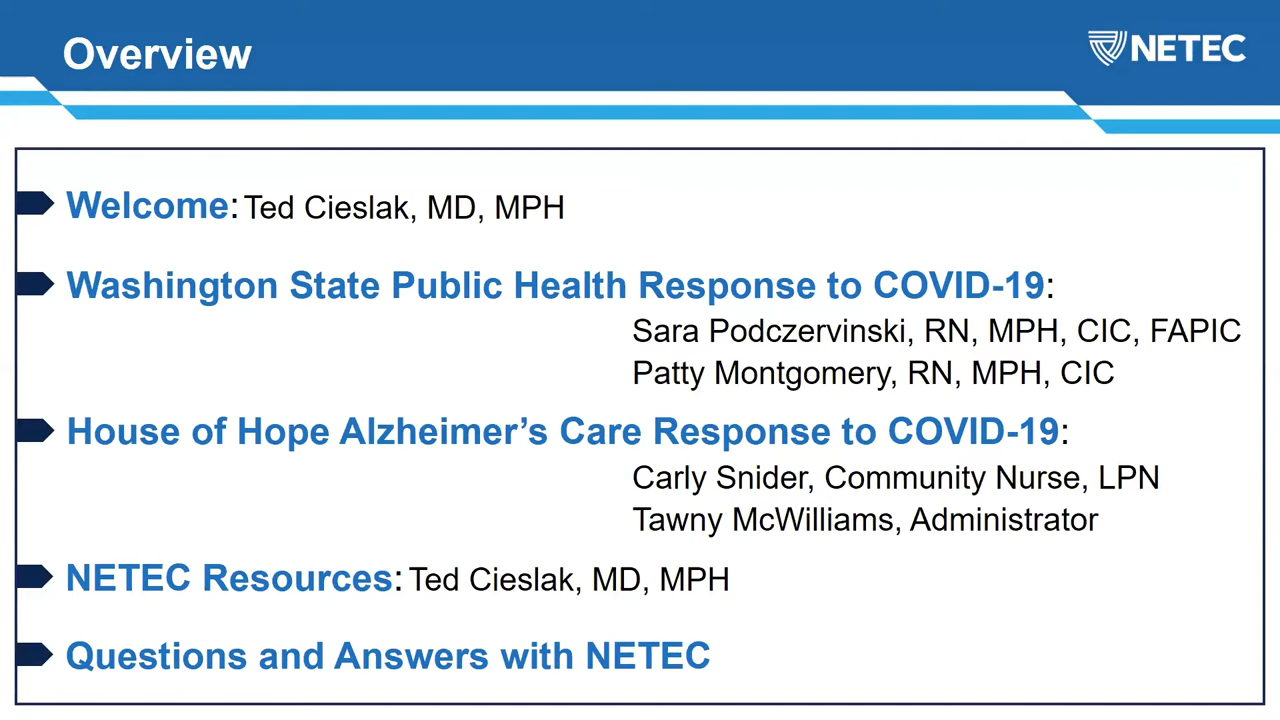 Overview
NETEC
Welcome: Ted Cieslak, MD, MPH
Washington State Public Health Response to COVID-19:
Sara Podczervinski, RN, MPH, CIC, FAPIC
Patty Montgomery, RN, MPH, CIC
House of Hope Alzheimer’s Care Response to COVID-19:
Carly Snider, Community Nurse, LPN
Tawny McWilliams, Administrator
NETEC Resources: Ted Cieslak, MD, MPH
Questions and Answers with NETEC